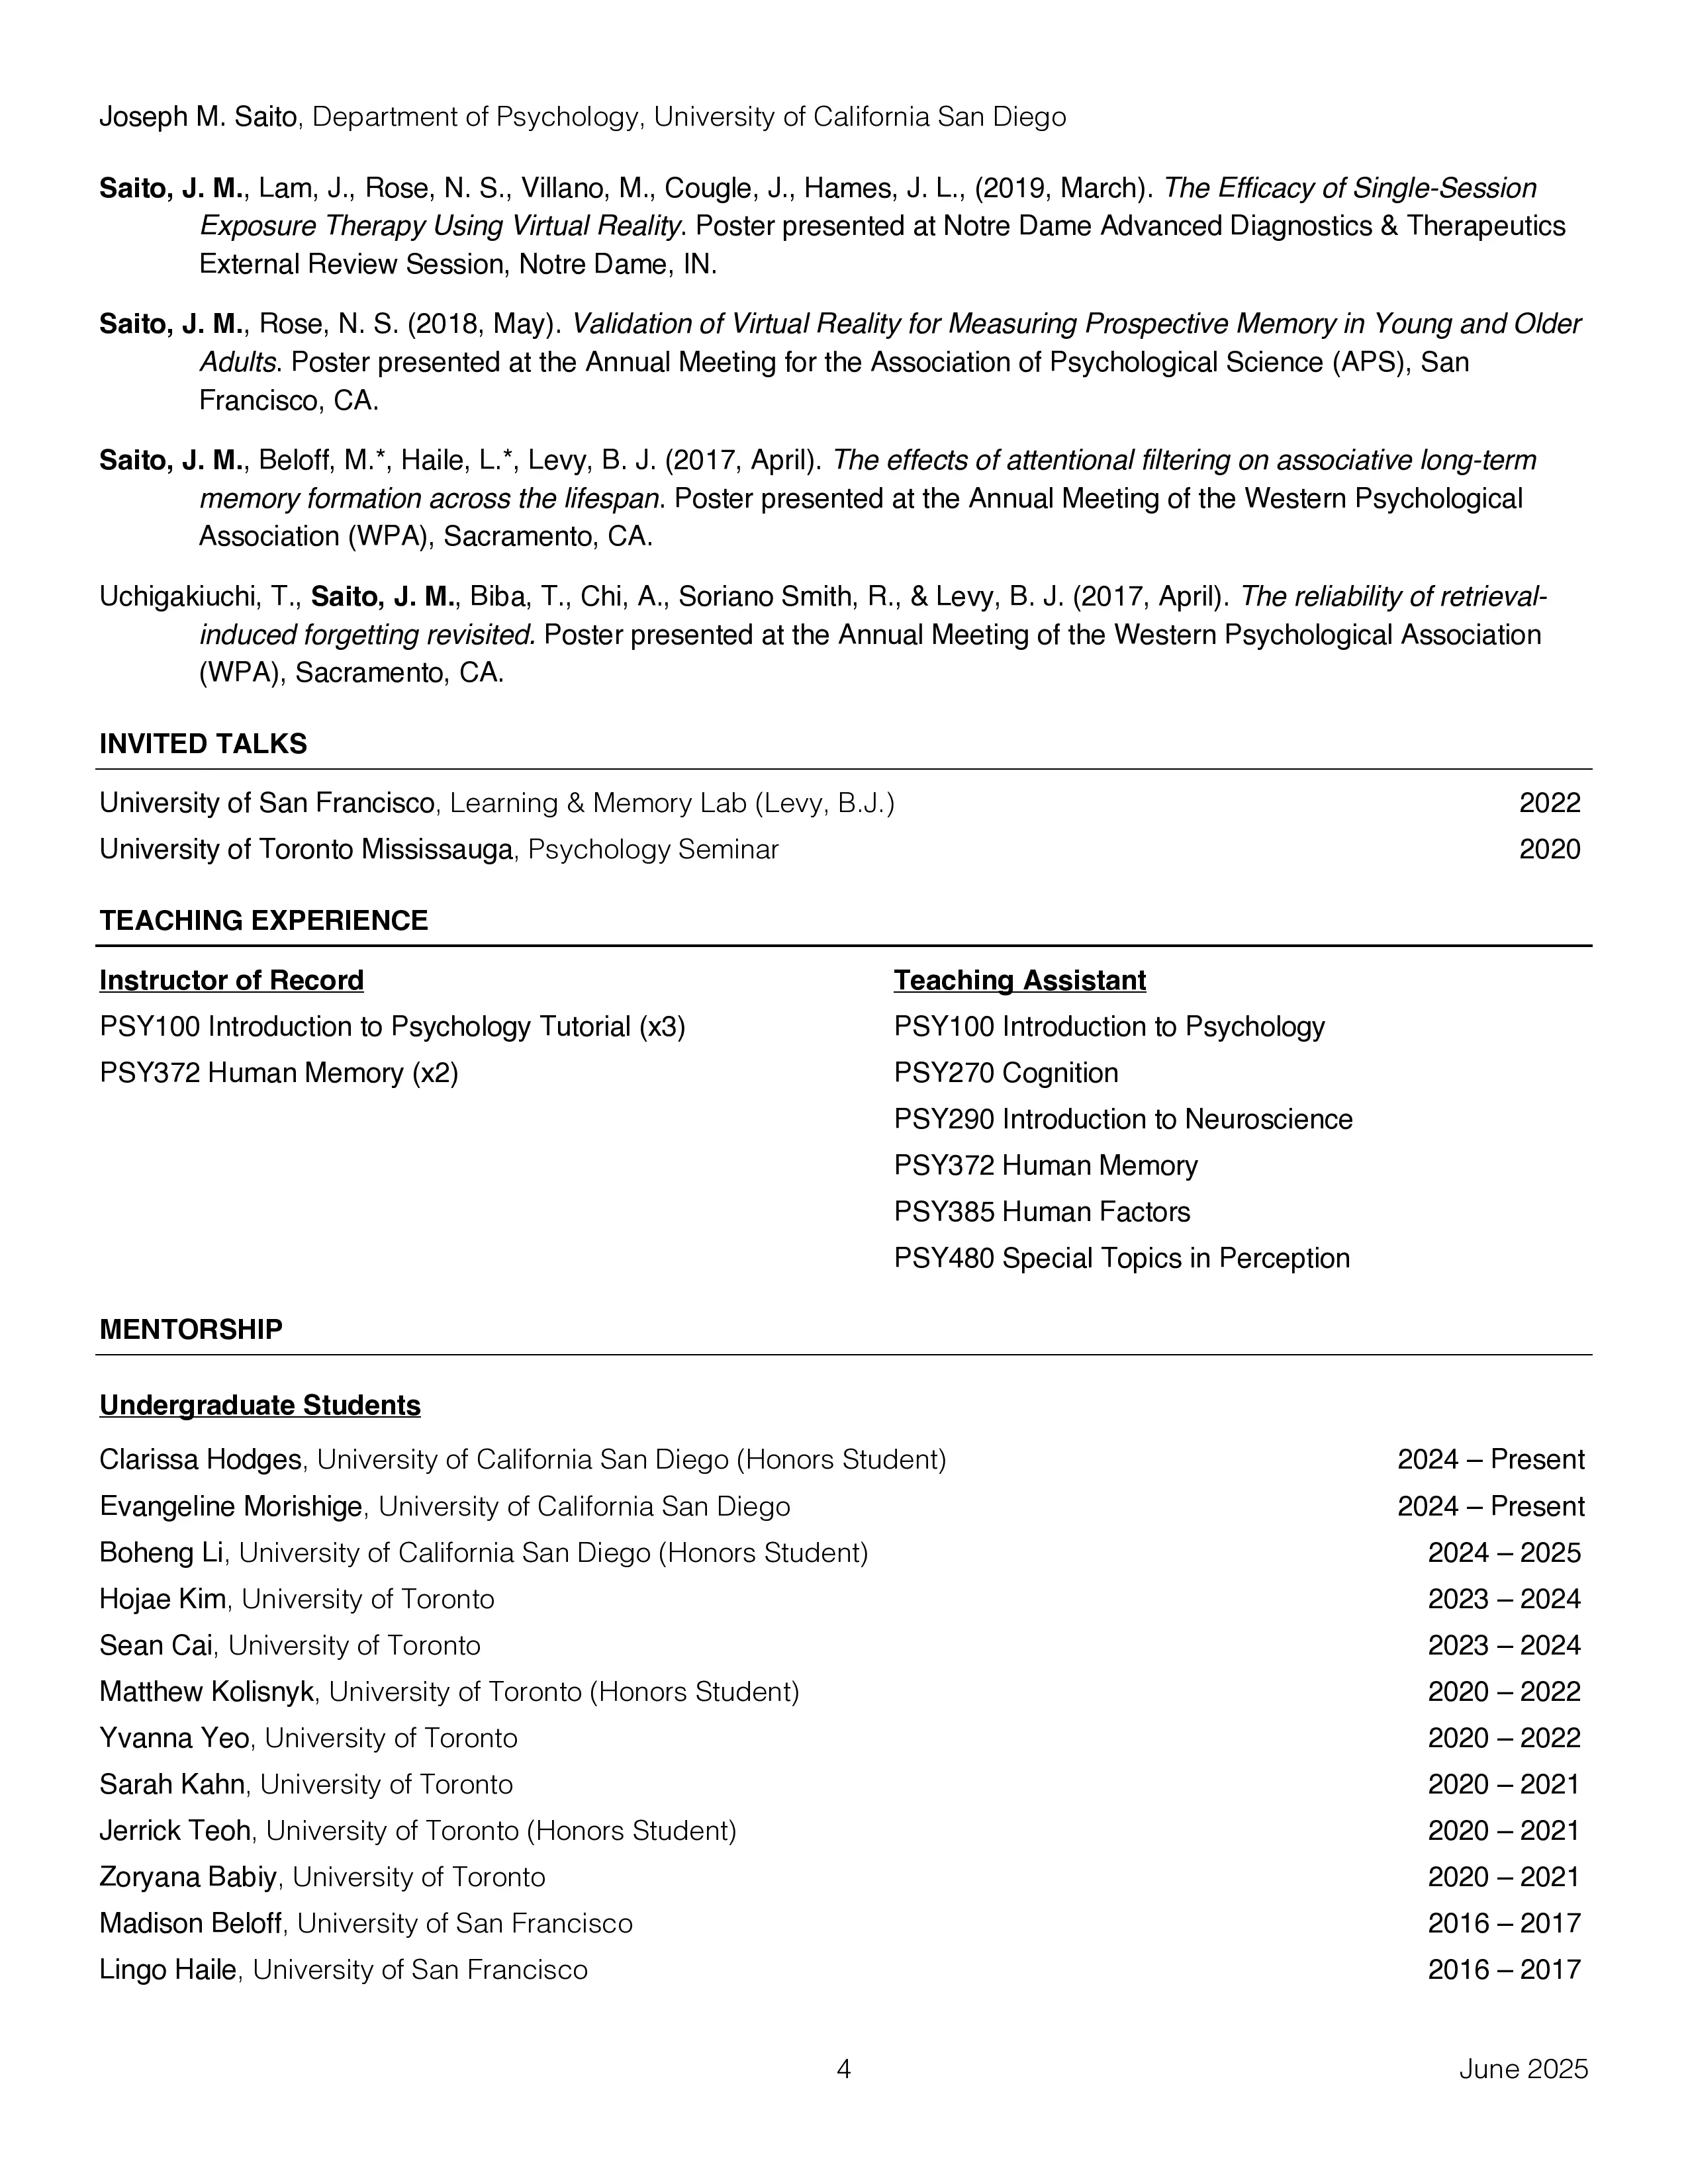 Joseph M. Saito, Department of Psychology, University of California San Diego
Saito, J. M., Lam, J., Rose, N. S., Villano, M., Cougle, J., Hames, J. L., (2019, March). The Efficacy of Single-Session
Exposure Therapy Using Virtual Reality. Poster presented at Notre Dame Advanced Diagnostics & Therapeutics
External Review Session, Notre Dame, IN.
Saito, J. M., Rose, N. S. (2018, May). Validation of Virtual Reality for Measuring Prospective Memory in Young and Older
Adults. Poster presented at the Annual Meeting for the Association of Psychological Science (APS), San
Francisco, CA.
Saito, J. M., Beloff, M.*, Haile, L.*, Levy, B. J. (2017, April). The effects of attentional filtering on associative long-term
memory formation across the lifespan. Poster presented at the Annual Meeting of the Western Psychological
Association (WPA), Sacramento, CA.
Uchigakiuchi, T., Saito, J. M., Biba, T., Chi, A., Soriano Smith, R., & Levy, B. J. (2017, April). The reliability of retrieval-
induced forgetting revisited. Poster presented at the Annual Meeting of the Western Psychological Association
(WPA), Sacramento, CA.
INVITED TALKS
University of San Francisco, Learning & Memory Lab (Levy, B.J.) 2022
University of Toronto Mississauga, Psychology Seminar 2020
TEACHING EXPERIENCE
Instructor of Record
PSY100 Introduction to Psychology Tutorial (x3)
PSY372 Human Memory (x2)
Teaching Assistant
PSY100 Introduction to Psychology
PSY270 Cognition
PSY290 Introduction to Neuroscience
PSY372 Human Memory
PSY385 Human Factors
PSY480 Special Topics in Perception
MENTORSHIP
Undergraduate Students
Clarissa Hodges, University of California San Diego (Honors Student) 2024 – Present
Evangeline Morishige, University of California San Diego 2024 – Present
Boheng Li, University of California San Diego (Honors Student) 2024 – 2025
Hojae Kim, University of Toronto 2023 – 2024
Sean Cai, University of Toronto 2023 – 2024
Matthew Kolisnyk, University of Toronto (Honors Student) 2020 – 2022
Yvanna Yeo, University of Toronto 2020 – 2022
Sarah Kahn, University of Toronto 2020 – 2021
Jerrick Teoh, University of Toronto (Honors Student) 2020 – 2021
Zoryana Babiy, University of Toronto 2020 – 2021
Madison Beloff, University of San Francisco 2016 – 2017
Lingo Haile, University of San Francisco 2016 – 2017
4 June 2025